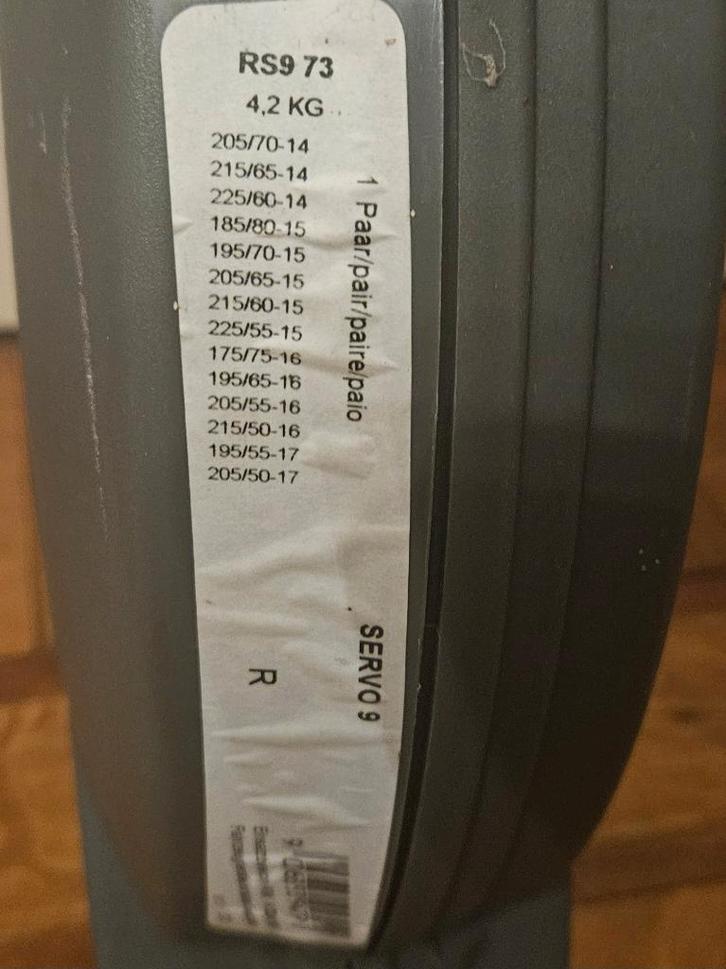 RS9 73
4,2 KG
205/70-14
215/65-14
225/60-14
185/80-15
195/70-15
205/65-15
215/60-15
225/55-15
175/75-16
195/65-16
205/55-16
215/50-16
195/55-17
205/50-17
1 Paar/pair/paire/paio
SERVO 9
R